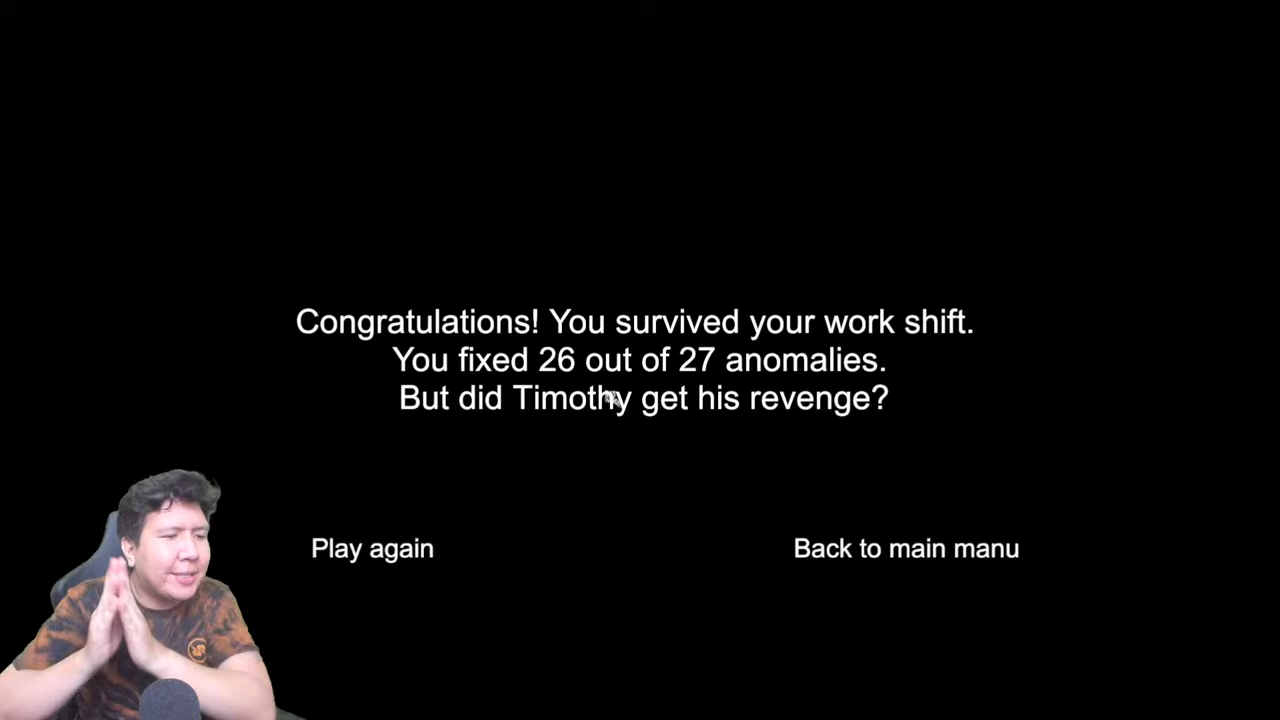 Congratulations! You survived your work shift.
You fixed 26 out of 27 anomalies.
But did Timothy get his revenge?
Play again
Back to main manu